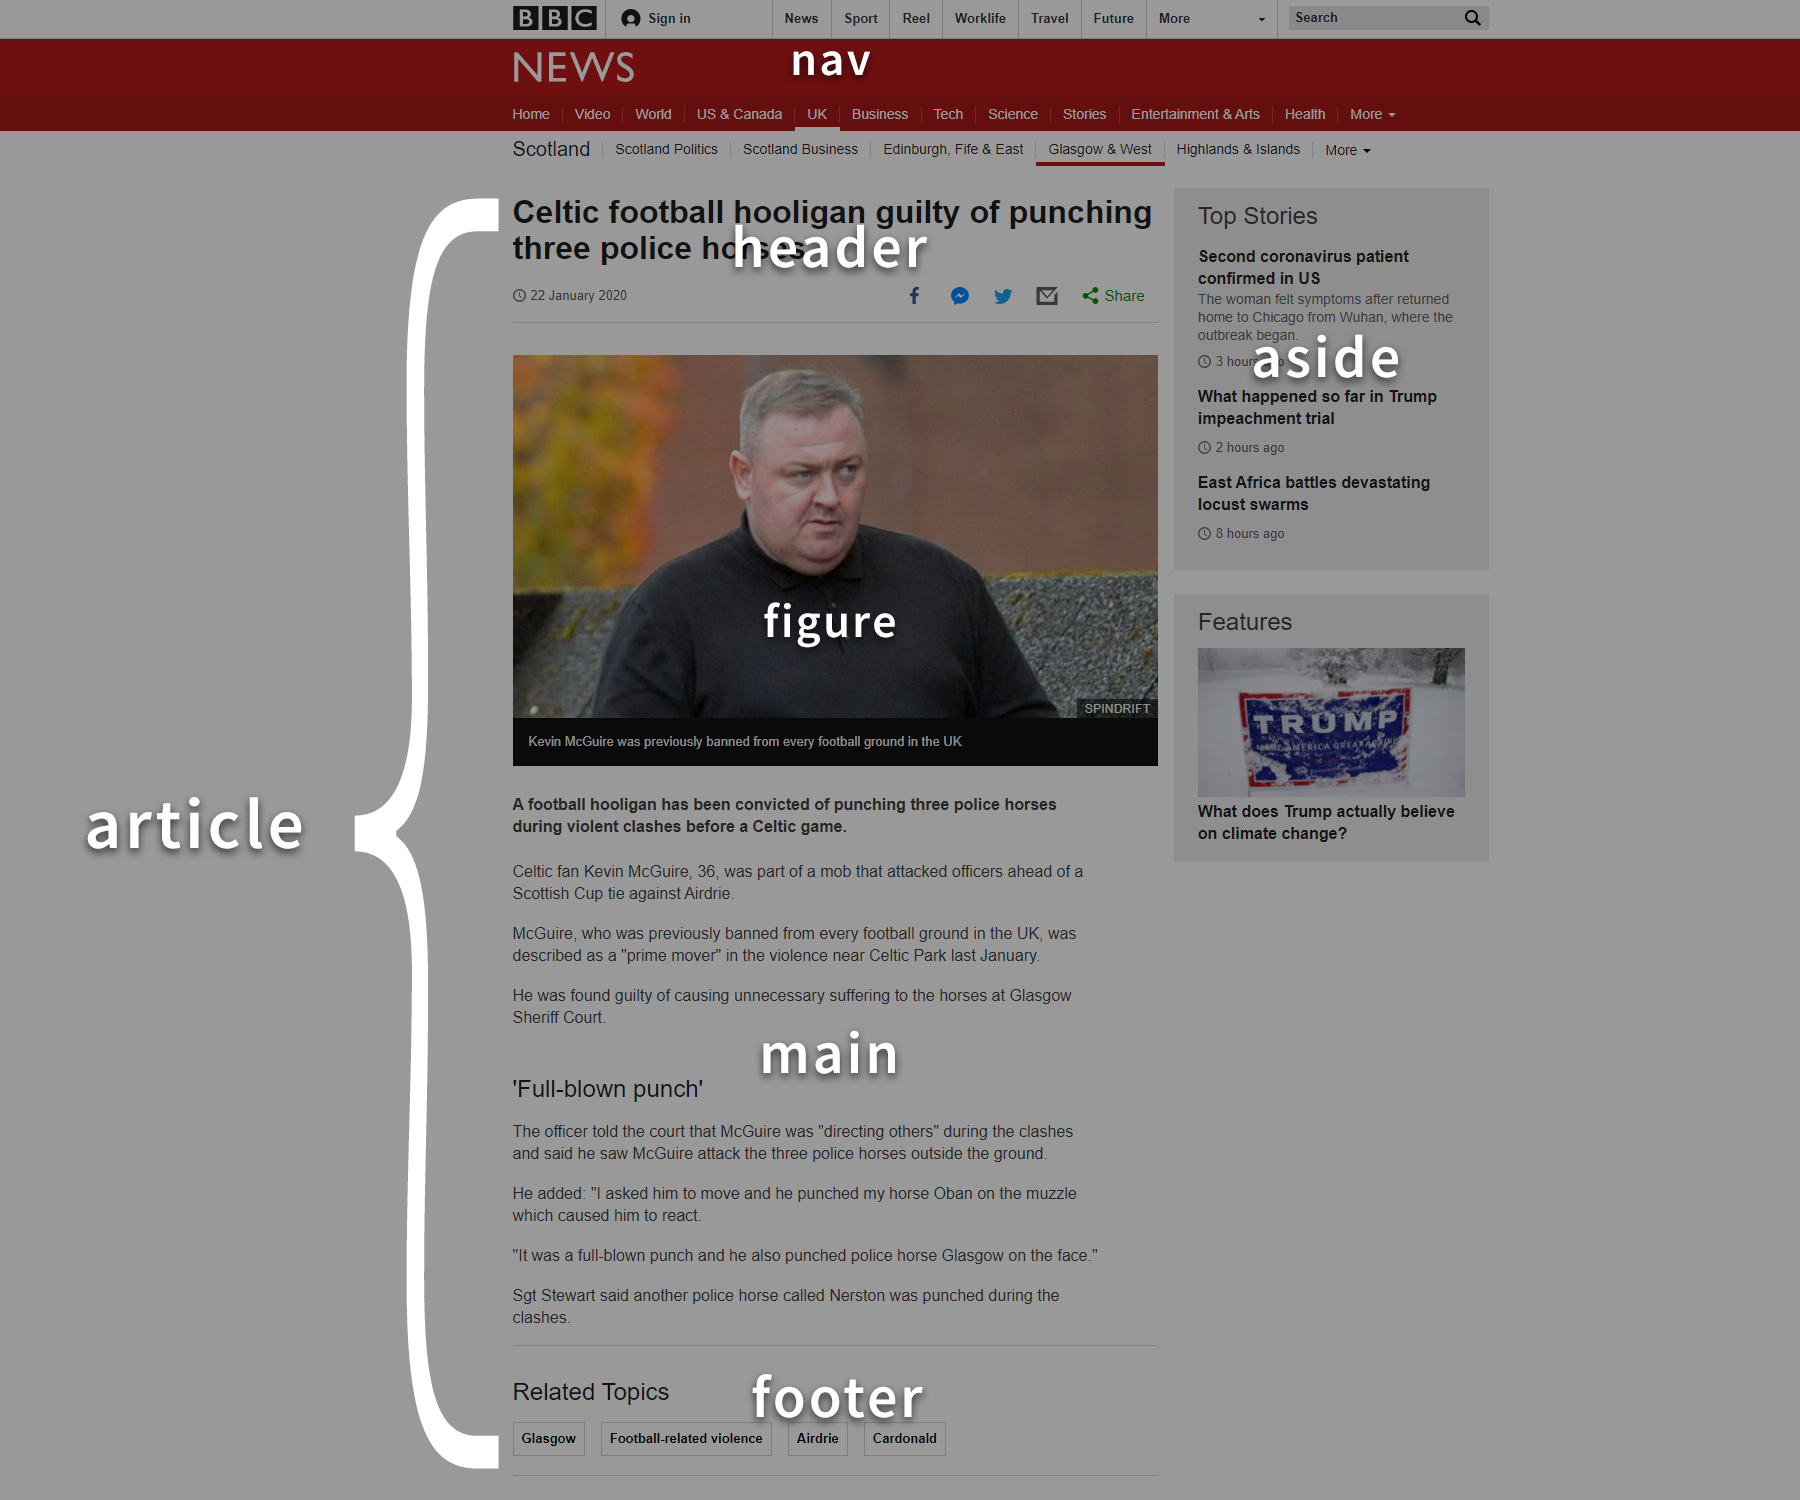 BBC Sign in News Sport Reel Worklife Travel Future More Search
NEWS
nav
Home Video World US & Canada UK Business Tech Science Stories Entertainment & Arts Health More
Scotland Scotland Politics Scotland Business Edinburgh, Fife & East Glasgow & West Highlands & Islands More
article
Celtic football hooligan guilty of punching
three police horses
header
22 January 2020 Share
figure
SPINDRIFT
Kevin McGuire was previously banned from every football ground in the UK
A football hooligan has been convicted of punching three police horses
during violent clashes before a Celtic game.
Celtic fan Kevin McGuire, 36, was part of a mob that attacked officers ahead of a
Scottish Cup tie against Airdrie.
McGuire, who was previously banned from every football ground in the UK, was
described as a "prime mover" in the violence near Celtic Park last January.
He was found guilty of causing unnecessary suffering to the horses at Glasgow
Sheriff Court.
main
'Full-blown punch'
The officer told the court that McGuire was "directing others" during the clashes
and said he saw McGuire attack the three police horses outside the ground.
He added: "I asked him to move and he punched my horse Oban on the muzzle
which caused him to react.
"It was a full-blown punch and he also punched police horse Glasgow on the face."
Sgt Stewart said another police horse called Nerston was punched during the
clashes.
Related Topics
footer
Glasgow Football-related violence Airdrie Cardonald
Top Stories
Second coronavirus patient
confirmed in US
The woman felt symptoms after returned
home to Chicago from Wuhan, where the
outbreak began.
aside
3 hours ago
What happened so far in Trump
impeachment trial
2 hours ago
East Africa battles devastating
locust swarms
8 hours ago
Features
TRUMP
MAKE AMERICA GREAT AGAIN
What does Trump actually believe
on climate change?